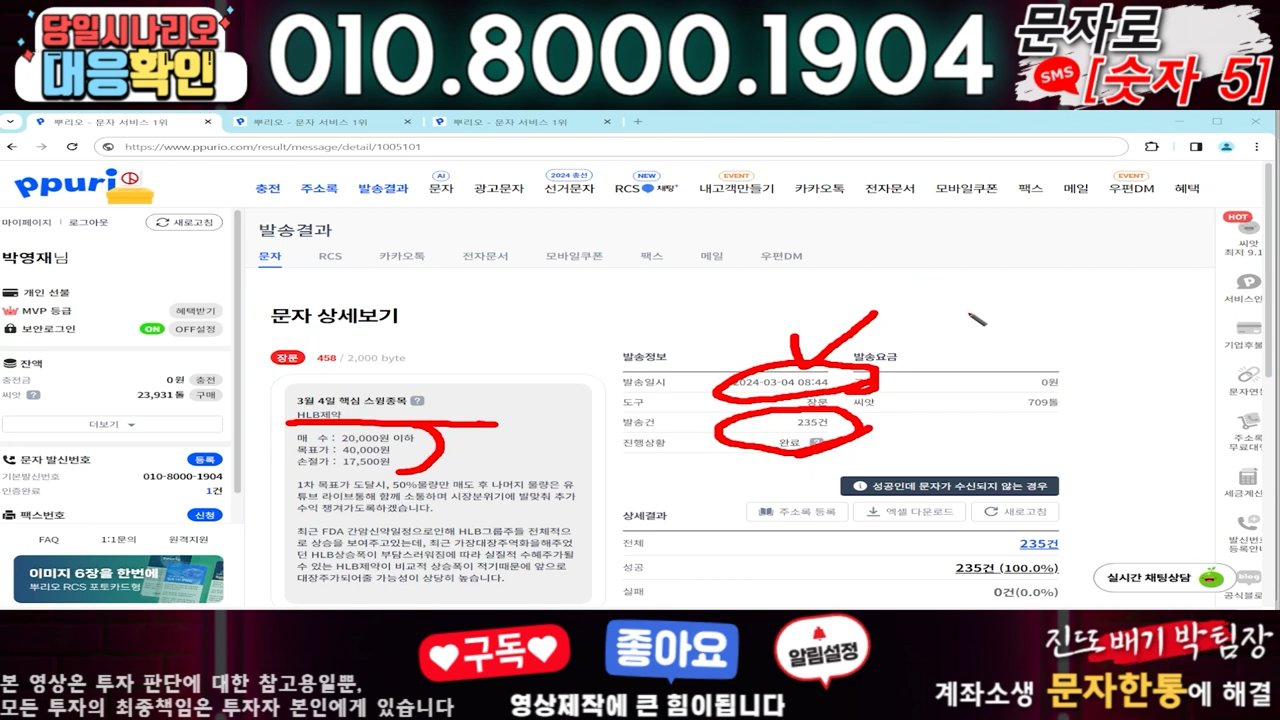 당일시나리오
대응확인
010.8000.1904
문자로
SMS [숫자 5]
뿌리오 - 문자 서비스 1위
뿌리오 - 문자 서비스 1위
뿌리오 - 문자 서비스 1위
https://www.ppurio.com/result/message/detail/1005101
ppuri
충전 주소록 발송결과 AI 문자 광고문자 2024 총선 선거문자 NEW RCS 채팅+ EVENT 내고객만들기 카카오톡 전자문서 모바일쿠폰 팩스 메일 EVENT 우편DM 혜택
마이페이지 | 로그아웃 새로고침
박영재님
개인 선불
MVP 등급 혜택받기
보안로그인 ON OFF설정
잔액
충전금 0원 충전
씨앗 ? 23,931톨 구매
더보기
문자 발신번호 등록
기본발신번호 010-8000-1904
인증완료 1건
팩스번호 신청
FAQ 1:1문의 원격지원
이미지 6장을 한번에
뿌리오 RCS 포토카드형
발송결과
문자 RCS 카카오톡 전자문서 모바일쿠폰 팩스 메일 우편DM
문자 상세보기
장문 458 / 2,000 byte
3월 4일 핵심 스윙종목 ?
HLB제약
매 수 : 20,000원 이하
목표가 : 40,000원
손절가 : 17,500원
1차 목표가 도달시, 50%물량만 매도 후 나머지 물량은 유
튜브 라이브통해 함께 소통하며 시장분위기에 발맞춰 추가
수익 챙겨가도록하겠습니다.
최근 FDA 간암신약일정으로인해 HLB그룹주들 전체적으
로 상승을 보여주고있는데, 최근 가장대장주역화를해주었
던 HLB상승폭이 부담스러워짐에 따라 실질적 수혜주가될
수 있는 HLB제약이 비교적 상승폭이 적기때문에 앞으로
대장주가되어줄 가능성이 상당히 높습니다.
발송정보
발송일시 2024-03-04 08:44
도구 장문
발송건 235건
진행상황 완료 ?
발송요금
0원
씨앗 709톨
성공인데 문자가 수신되지 않는 경우
상세결과 주소록 등록 엑셀 다운로드 새로고침
전체 235건
성공 235건 (100.0%)
실패 0건(0.0%)
HOT
씨앗
최저 9.1
서비스인
기업후불
문자연동
주소록
무료대
세금계산
발신번호
등록안내
blog
공식블로
실시간 채팅상담
구독
좋아요
알림설정
영상제작에 큰 힘이됩니다
본 영상은 투자 판단에 대한 참고용일뿐,
모든 투자의 최종책임은 투자자 본인에게 있습니다
진또배기 박팀장
계좌소생 문자한통에 해결